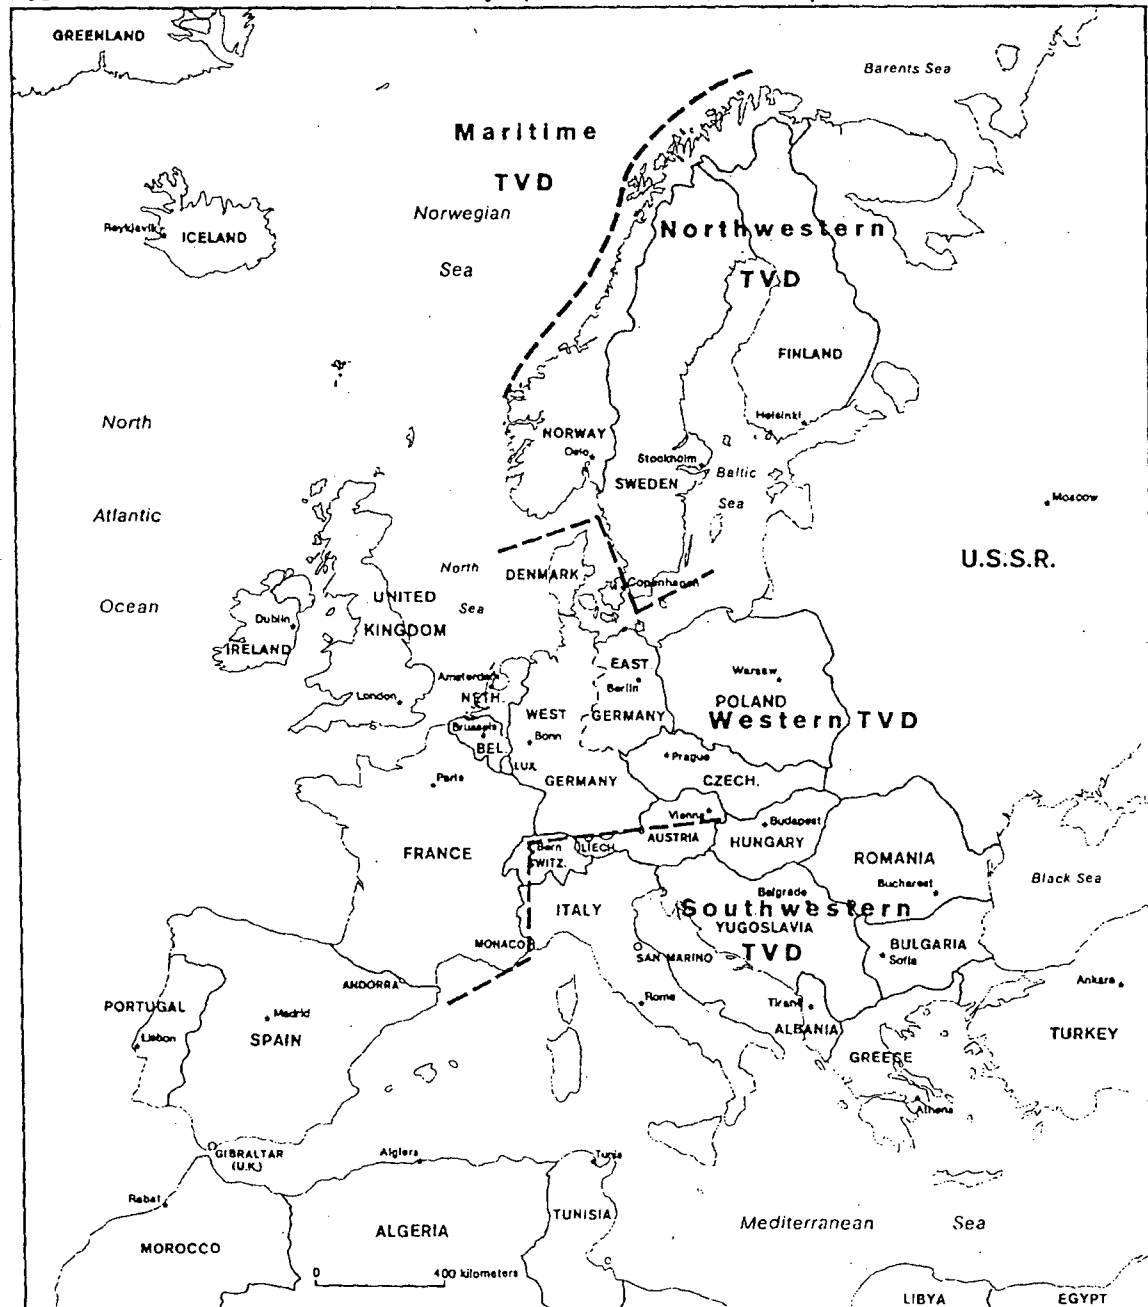 GREENLAND
Barents Sea
Maritime
TVD
Norwegian
Sea
Reykjavik
ICELAND
Northwestern
TVD
FINLAND
Helsinki
North
Atlantic
Ocean
NORWAY
Oslo
Stockholm
SWEDEN
Baltic
Sea
Moscow
U.S.S.R.
North
Sea
DENMARK
Copenhagen
UNITED
KINGDOM
Dublin
IRELAND
London
Amsterdam
NETH.
Brussels
BEL.
LUX.
WEST
Bonn
GERMANY
EAST
Berlin
GERMANY
Warsaw
POLAND
Western TVD
Prague
CZECH.
Paris
FRANCE
Vienna
AUSTRIA
Budapest
HUNGARY
Bern
SWITZ.
LIECH.
ROMANIA
Bucharest
Black Sea
ITALY
Belgrade
Southwestern
YUGOSLAVIA
TVD
MONACO
SAN MARINO
BULGARIA
Sofia
ANDORRA
PORTUGAL
Lisbon
Madrid
SPAIN
Rome
Tirane
ALBANIA
GREECE
Athens
Ankara
TURKEY
GIBRALTAR
(U.K.)
Algiers
Tunis
Rabat
MOROCCO
ALGERIA
TUNISIA
Mediterranean Sea
0 400 kilometers
LIBYA
EGYPT